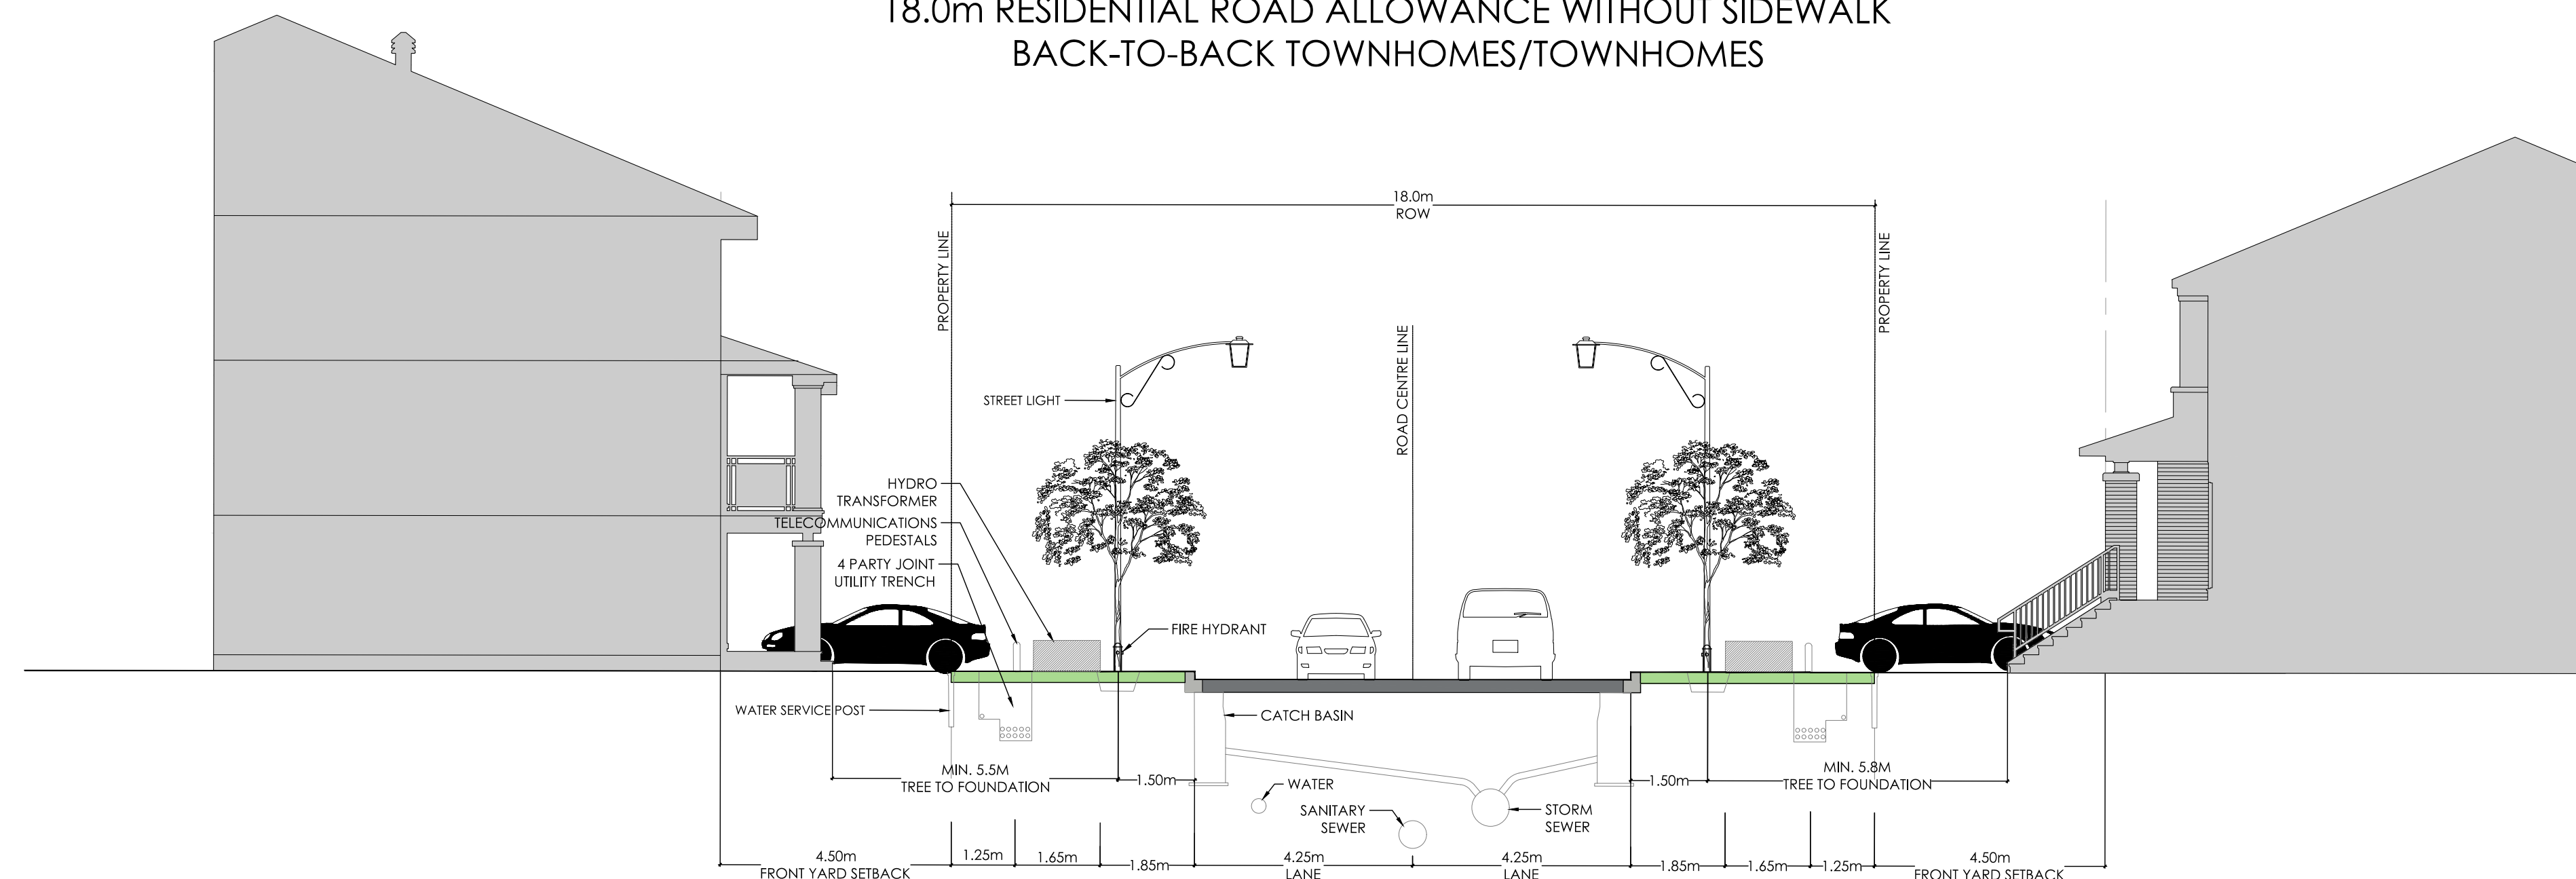 18.0m RESIDENTIAL ROAD ALLOWANCE WITHOUT SIDEWALK
BACK-TO-BACK TOWNHOMES/TOWNHOMES
18.0m
ROW
PROPERTY LINE
PROPERTY LINE
ROAD CENTRE LINE
STREET LIGHT
HYDRO
TRANSFORMER
TELECOMMUNICATIONS
PEDESTALS
4 PARTY JOINT
UTILITY TRENCH
FIRE HYDRANT
WATER SERVICE POST
CATCH BASIN
MIN. 5.5M
TREE TO FOUNDATION
1.50m
1.50m
MIN. 5.8M
TREE TO FOUNDATION
WATER
SANITARY
SEWER
STORM
SEWER
4.50m
FRONT YARD SETBACK
1.25m
1.65m
1.85m
4.25m
LANE
4.25m
LANE
1.85m
1.65m
1.25m
4.50m
FRONT YARD SETBACK